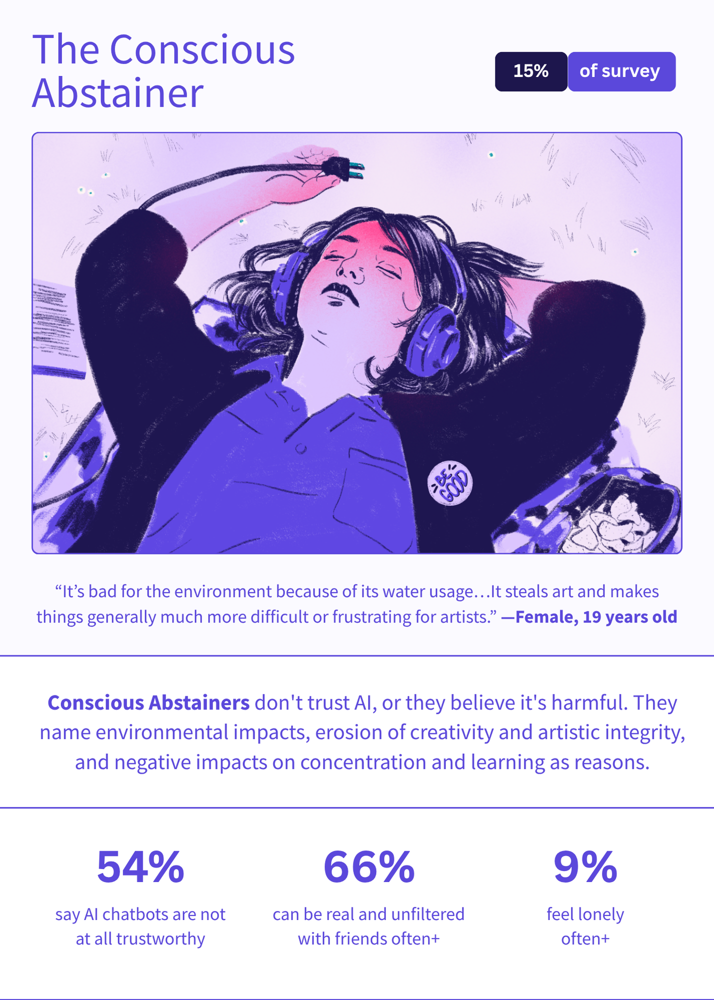 The Conscious
Abstainer
15% of survey
BE
GOOD
“It’s bad for the environment because of its water usage…It steals art and makes
things generally much more difficult or frustrating for artists.” —Female, 19 years old
Conscious Abstainers don't trust AI, or they believe it's harmful. They
name environmental impacts, erosion of creativity and artistic integrity,
and negative impacts on concentration and learning as reasons.
54%
say AI chatbots are not
at all trustworthy
66%
can be real and unfiltered
with friends often+
9%
feel lonely
often+